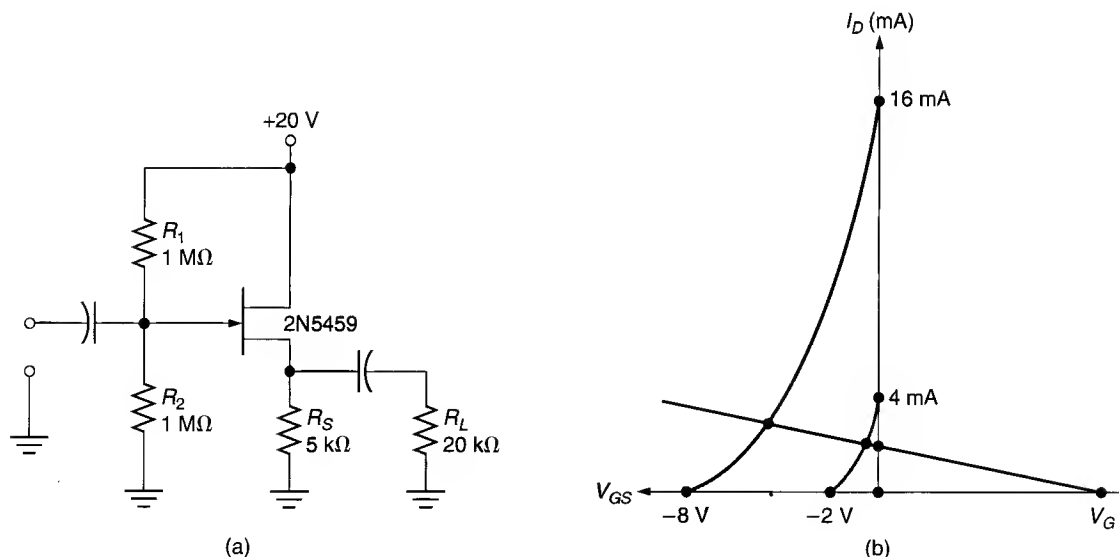 +20 V
R1
1 MΩ
2N5459
R2
1 MΩ
RS
5 kΩ
RL
20 kΩ
(a)
ID (mA)
16 mA
4 mA
VGS
−8 V
−2 V
VG
(b)